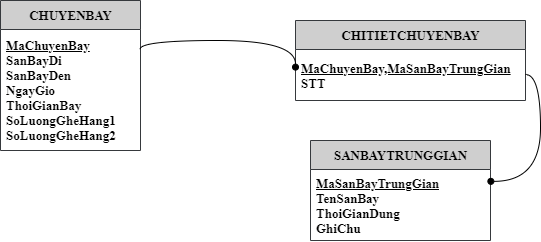 CHUYENBAY
MaChuyenBay
SanBayDi
SanBayDen
NgayGio
ThoiGianBay
SoLuongGheHang1
SoLuongGheHang2
CHITIETCHUYENBAY
MaChuyenBay,MaSanBayTrungGian
STT
SANBAYTRUNGGIAN
MaSanBayTrungGian
TenSanBay
ThoiGianDung
GhiChu